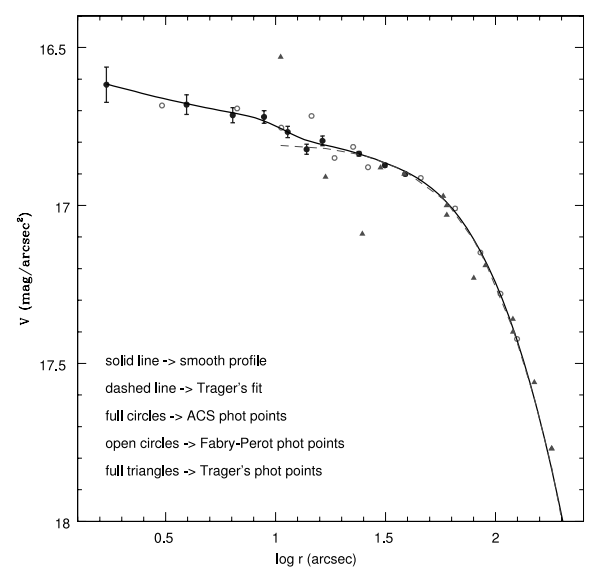 16.5
17
17.5
18
V (mag/arcsec²)
solid line -> smooth profile
dashed line -> Trager's fit
full circles -> ACS phot points
open circles -> Fabry-Perot phot points
full triangles -> Trager's phot points
0.5 1 1.5 2
log r (arcsec)